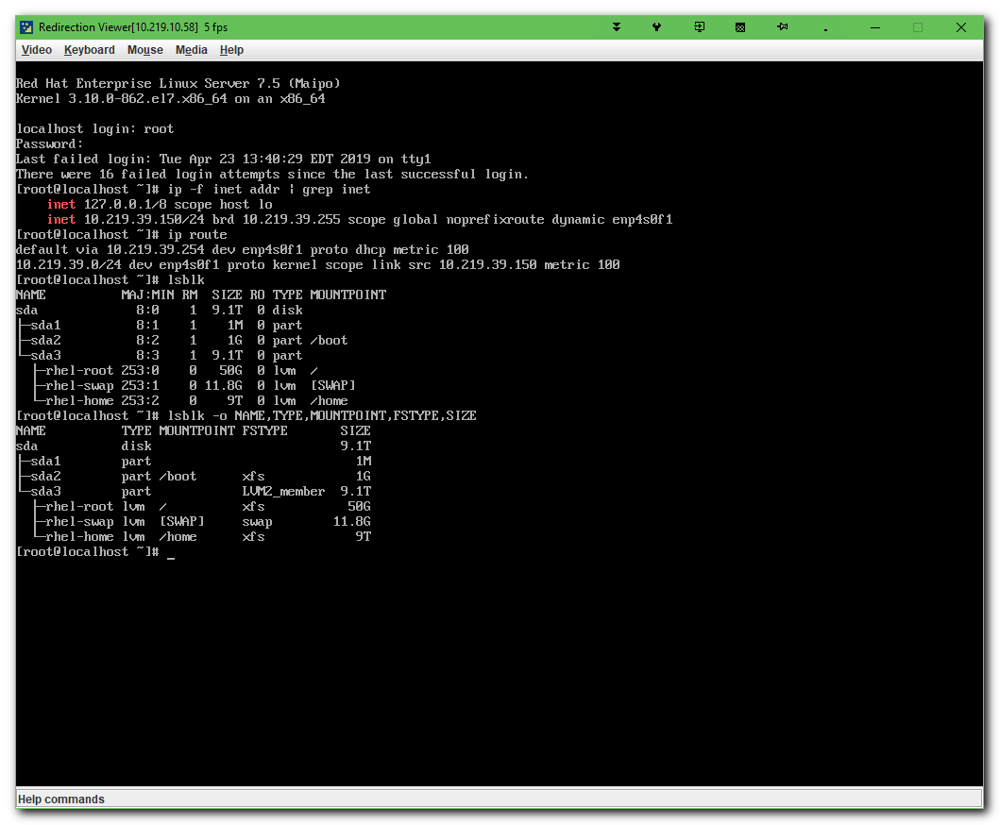 Redirection Viewer[10.219.10.58]  5 fps
Video Keyboard Mouse Media Help
Red Hat Enterprise Linux Server 7.5 (Maipo)
Kernel 3.10.0-862.el7.x86_64 on an x86_64
localhost login: root
Password:
Last failed login: Tue Apr 23 13:40:29 EDT 2019 on tty1
There were 16 failed login attempts since the last successful login.
[root@localhost ~]# ip -f inet addr | grep inet
    inet 127.0.0.1/8 scope host lo
    inet 10.219.39.150/24 brd 10.219.39.255 scope global noprefixroute dynamic enp4s0f1
[root@localhost ~]# ip route
default via 10.219.39.254 dev enp4s0f1 proto dhcp metric 100
10.219.39.0/24 dev enp4s0f1 proto kernel scope link src 10.219.39.150 metric 100
[root@localhost ~]# lsblk
NAME          MAJ:MIN RM  SIZE RO TYPE MOUNTPOINT
sda             8:0    1  9.1T  0 disk
├─sda1          8:1    1    1M  0 part
├─sda2          8:2    1    1G  0 part /boot
└─sda3          8:3    1  9.1T  0 part
  ├─rhel-root 253:0    0   50G  0 lvm  /
  ├─rhel-swap 253:1    0 11.8G  0 lvm  [SWAP]
  └─rhel-home 253:2    0    9T  0 lvm  /home
[root@localhost ~]# lsblk -o NAME,TYPE,MOUNTPOINT,FSTYPE,SIZE
NAME          TYPE MOUNTPOINT FSTYPE       SIZE
sda           disk                         9.1T
├─sda1        part                           1M
├─sda2        part /boot      xfs            1G
└─sda3        part            LVM2_member  9.1T
  ├─rhel-root lvm  /          xfs           50G
  ├─rhel-swap lvm  [SWAP]     swap        11.8G
  └─rhel-home lvm  /home      xfs            9T
[root@localhost ~]# _
Help commands